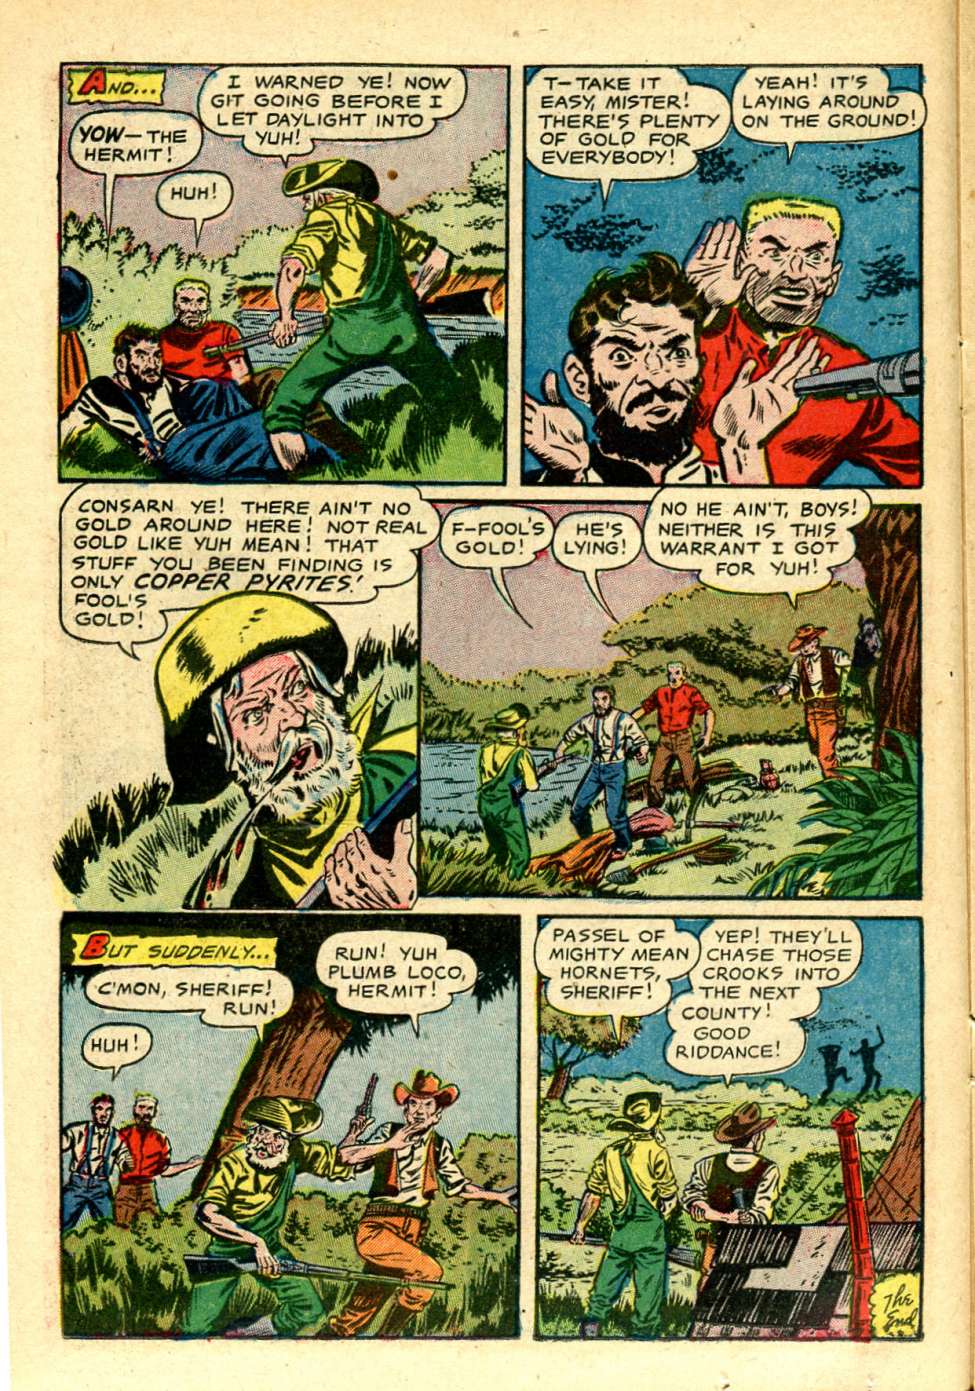 AND...
YOW- THE
HERMIT!
HUH!
I WARNED YE! NOW
GIT GOING BEFORE I
LET DAYLIGHT INTO
YUH!
T-TAKE IT
EASY, MISTER!
THERE'S PLENTY
OF GOLD FOR
EVERYBODY!
YEAH! IT'S
LAYING AROUND
ON THE GROUND!
CONSARN YE! THERE AIN'T NO
GOLD AROUND HERE! NOT REAL
GOLD LIKE YUH MEAN! THAT
STUFF YOU BEEN FINDING IS
ONLY COPPER PYRITES!
FOOL'S
GOLD!
F-FOOL'S
GOLD!
HE'S
LYING!
NO HE AIN'T, BOYS!
NEITHER IS THIS
WARRANT I GOT
FOR YUH!
BUT SUDDENLY...
HUH!
C'MON, SHERIFF!
RUN!
RUN! YUH
PLUMB LOCO,
HERMIT!
PASSEL OF
MIGHTY MEAN
HORNETS,
SHERIFF!
YEP! THEY'LL
CHASE THOSE
CROOKS INTO
THE NEXT
COUNTY!
GOOD
RIDDANCE!
The
End